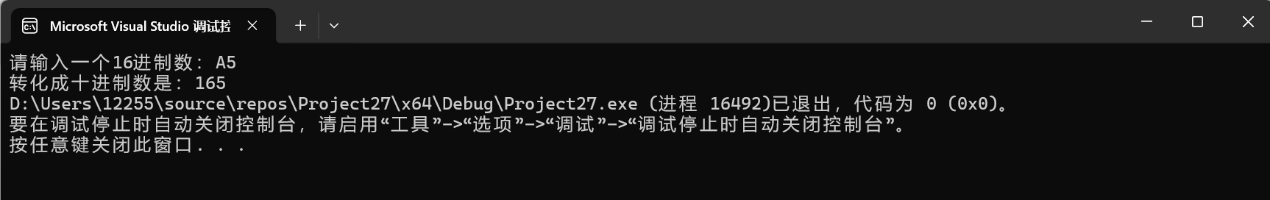 Microsoft Visual Studio 调试控
请输入一个16进制数：A5
转化成十进制数是：165
D:\Users\12255\source\repos\Project27\x64\Debug\Project27.exe (进程 16492)已退出，代码为 0 (0x0)。
要在调试停止时自动关闭控制台，请启用“工具”->“选项”->“调试”->“调试停止时自动关闭控制台”。
按任意键关闭此窗口. . .